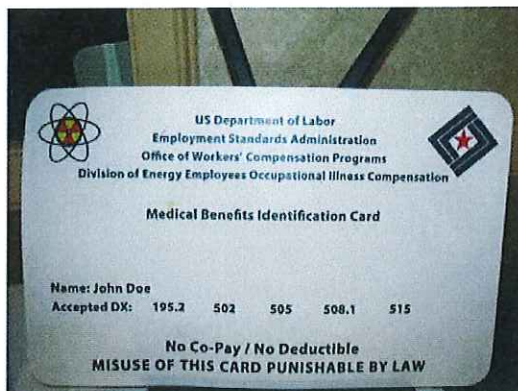 US Department of Labor
Employment Standards Administration
Office of Workers' Compensation Programs
Division of Energy Employees Occupational Illness Compensation
Medical Benefits Identification Card
Name: John Doe
Accepted DX: 195.2 502 505 508.1 515
No Co-Pay / No Deductible
MISUSE OF THIS CARD PUNISHABLE BY LAW